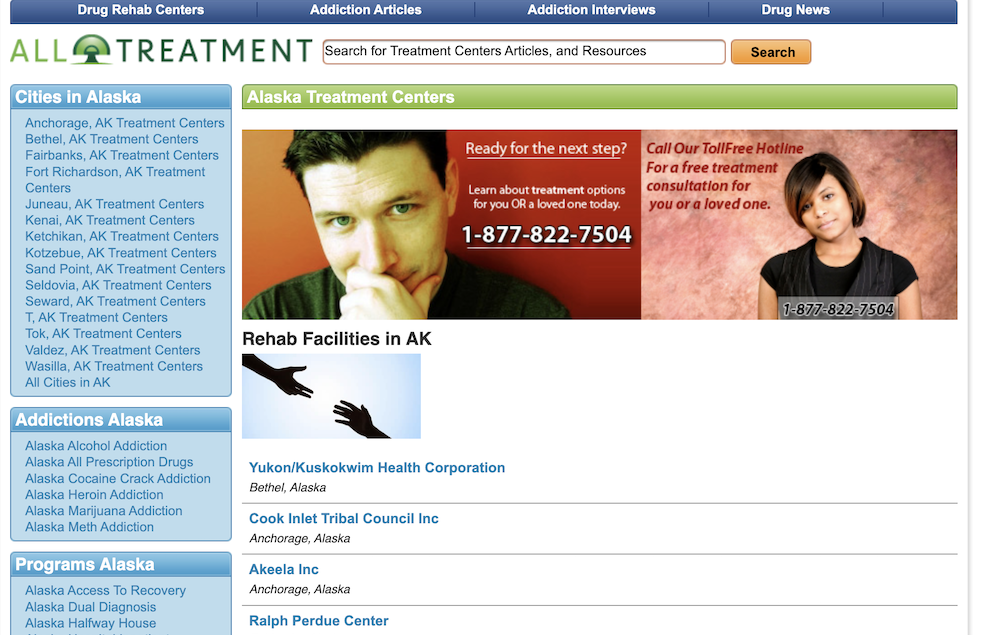 Drug Rehab Centers
Addiction Articles
Addiction Interviews
Drug News
ALL TREATMENT
Search for Treatment Centers Articles, and Resources
Search
Cities in Alaska
Anchorage, AK Treatment Centers
Bethel, AK Treatment Centers
Fairbanks, AK Treatment Centers
Fort Richardson, AK Treatment
Centers
Juneau, AK Treatment Centers
Kenai, AK Treatment Centers
Ketchikan, AK Treatment Centers
Kotzebue, AK Treatment Centers
Sand Point, AK Treatment Centers
Seldovia, AK Treatment Centers
Seward, AK Treatment Centers
T, AK Treatment Centers
Tok, AK Treatment Centers
Valdez, AK Treatment Centers
Wasilla, AK Treatment Centers
All Cities in AK
Addictions Alaska
Alaska Alcohol Addiction
Alaska All Prescription Drugs
Alaska Cocaine Crack Addiction
Alaska Heroin Addiction
Alaska Marijuana Addiction
Alaska Meth Addiction
Programs Alaska
Alaska Access To Recovery
Alaska Dual Diagnosis
Alaska Halfway House
Alaska Treatment Centers
Ready for the next step?
Learn about treatment options
for you OR a loved one today.
1-877-822-7504
Call Our TollFree Hotline
For a free treatment
consultation for
you or a loved one.
1-877-822-7504
Rehab Facilities in AK
Yukon/Kuskokwim Health Corporation
Bethel, Alaska
Cook Inlet Tribal Council Inc
Anchorage, Alaska
Akeela Inc
Anchorage, Alaska
Ralph Perdue Center